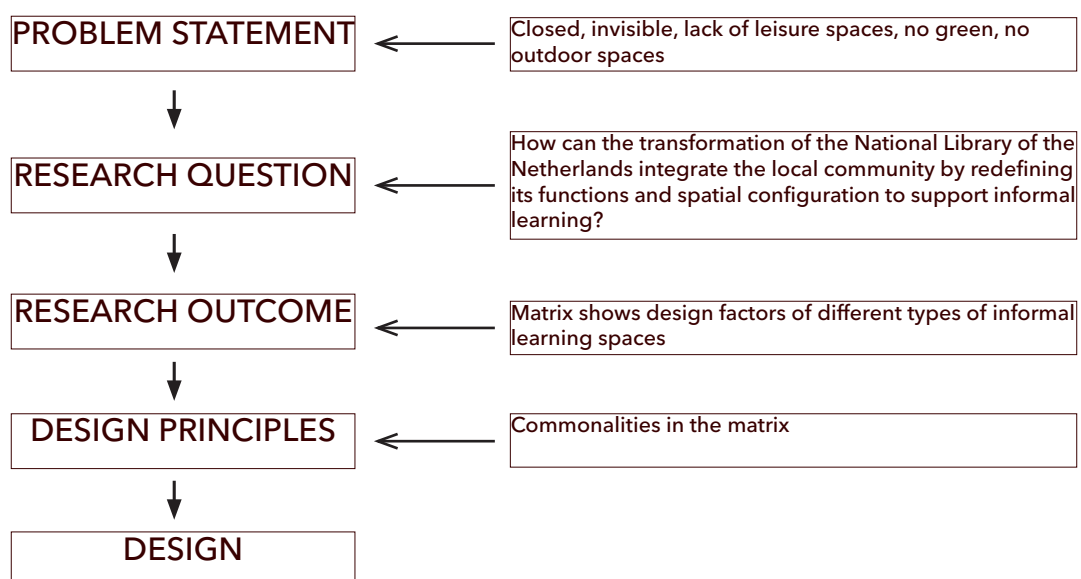 PROBLEM STATEMENT
Closed, invisible, lack of leisure spaces, no green, no
outdoor spaces
RESEARCH QUESTION
How can the transformation of the National Library of the
Netherlands integrate the local community by redefining
its functions and spatial configuration to support informal
learning?
RESEARCH OUTCOME
Matrix shows design factors of different types of informal
learning spaces
DESIGN PRINCIPLES
Commonalities in the matrix
DESIGN